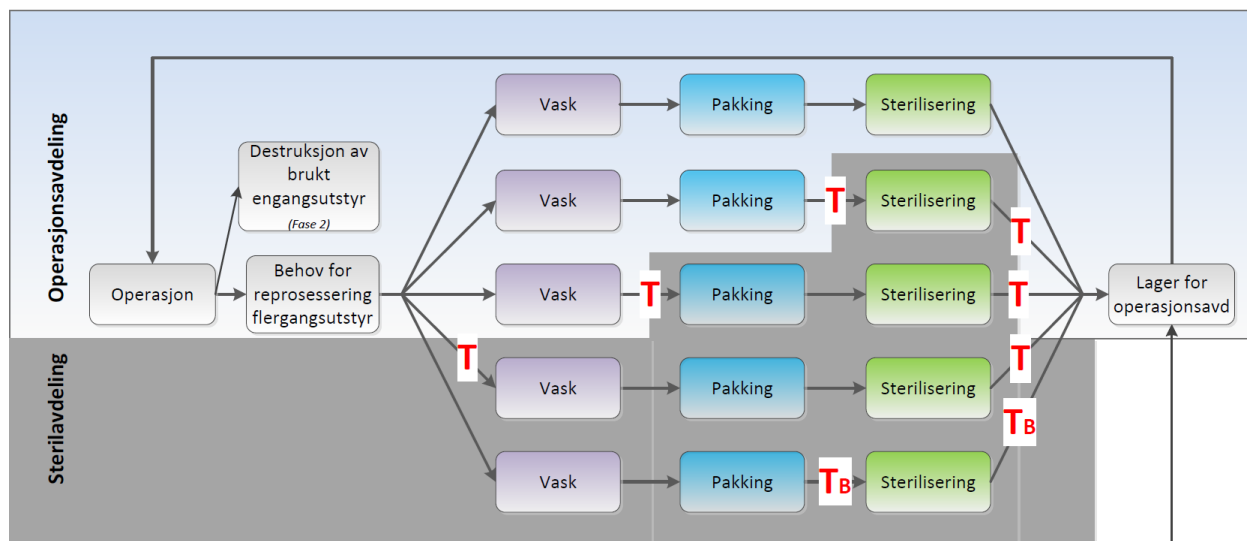 Operasjonsavdeling
Vask
Pakking
Sterilisering
Destruksjon av
brukt
engangsutstyr
(Fase 2)
Vask
Pakking
T
Sterilisering
T
Operasjon
Behov for
reprosessering
flergangsutstyr
Vask
T
Pakking
Sterilisering
T
Lager for
operasjonsavd
Sterilavdeling
T
Vask
Pakking
Sterilisering
T
TB
Vask
Pakking
TB
Sterilisering